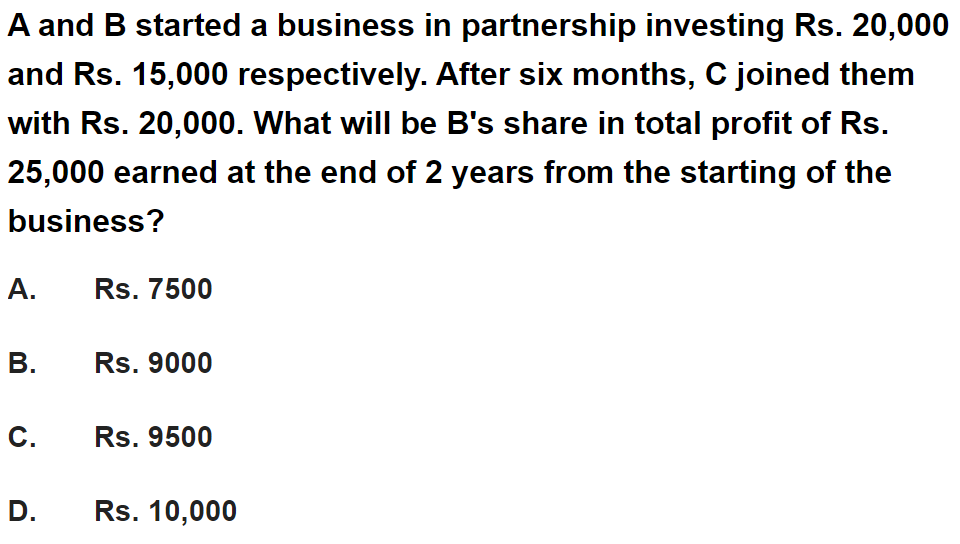 A and B started a business in partnership investing Rs. 20,000
and Rs. 15,000 respectively. After six months, C joined them
with Rs. 20,000. What will be B's share in total profit of Rs.
25,000 earned at the end of 2 years from the starting of the
business?
A. Rs. 7500
B. Rs. 9000
C. Rs. 9500
D. Rs. 10,000